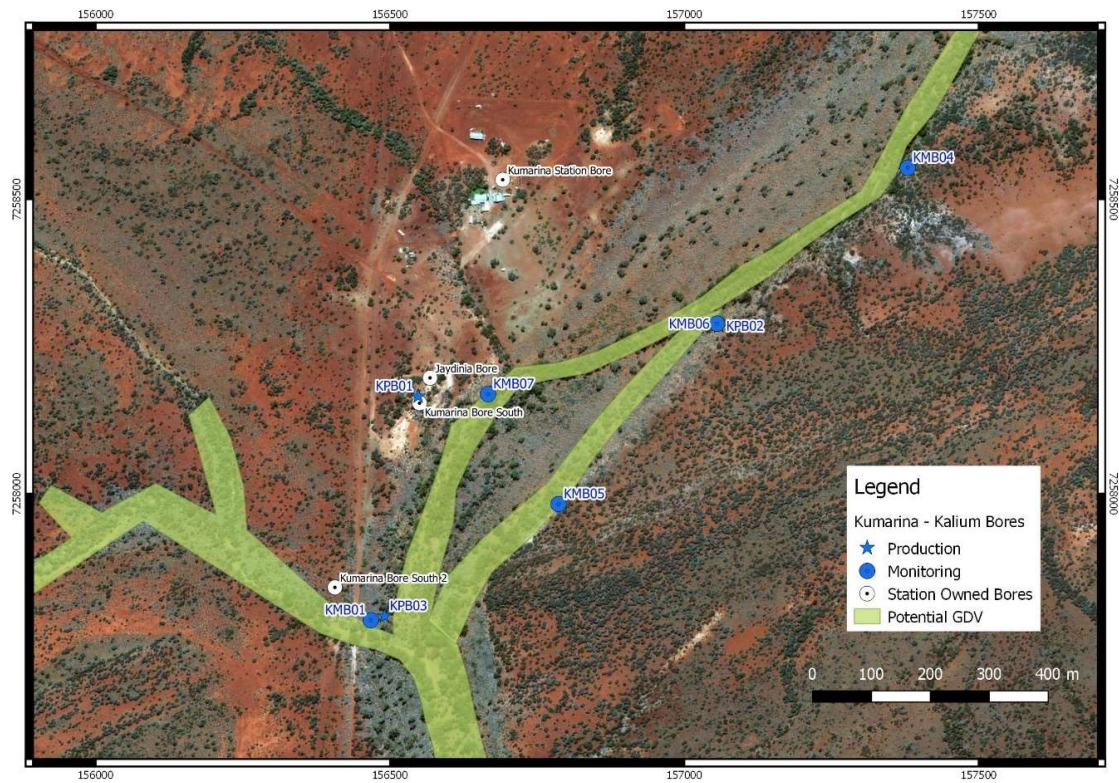 156000
156500
157000
157500
KMB04
Kumarina Station Bore
7258500
7258500
KMB06
KPB02
Jaydinia Bore
KPB01
KMB07
Kumarina Bore South
Legend
KMB05
7258000
7258000
Kumarina - Kalium Bores
Production
Monitoring
Kumarina Bore South 2
Station Owned Bores
KMB01
KPB03
Potential GDV
0 100 200 300 400 m
156000
156500
157000
157500